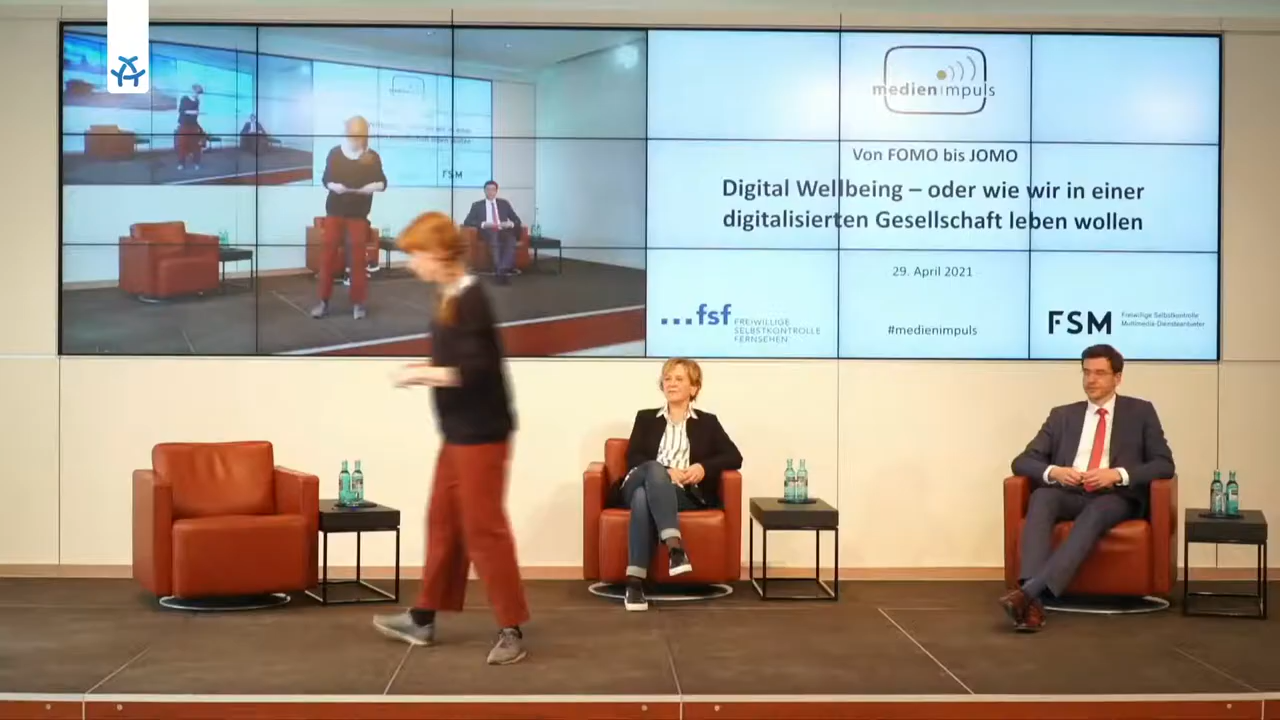 medienimpuls
Von FOMO bis JOMO
Digital Wellbeing – oder wie wir in einer
digitalisierten Gesellschaft leben wollen
29. April 2021
...fsf FREIWILLIGE
SELBSTKONTROLLE
FERNSEHEN
#medienimpuls
FSM Freiwillige Selbstkontrolle
Multimedia-Diensteanbieter
FSM